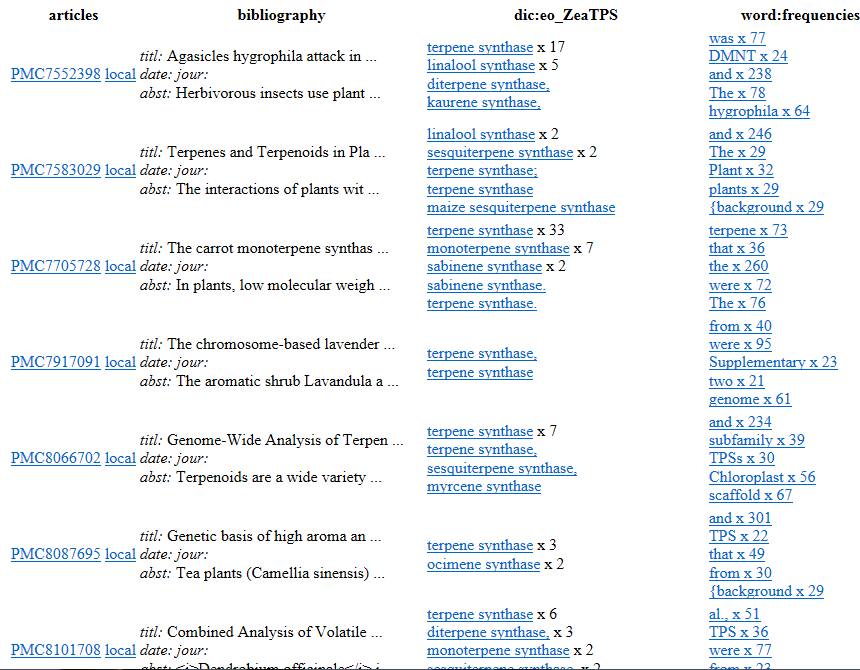 articles bibliography dic:eo_ZeaTPS word:frequencies
PMC7552398 local
titl: Agasicles hygrophila attack in ...
date: jour:
abst: Herbivorous insects use plant ...
terpene synthase x 17
linalool synthase x 5
diterpene synthase,
kaurene synthase,
was x 77
DMNT x 24
and x 238
The x 78
hygrophila x 64
PMC7583029 local
titl: Terpenes and Terpenoids in Pla ...
date: jour:
abst: The interactions of plants wit ...
linalool synthase x 2
sesquiterpene synthase x 2
terpene synthase;
terpene synthase
maize sesquiterpene synthase
and x 246
The x 29
Plant x 32
plants x 29
{background x 29
PMC7705728 local
titl: The carrot monoterpene synthas ...
date: jour:
abst: In plants, low molecular weigh ...
terpene synthase x 33
monoterpene synthase x 7
sabinene synthase x 2
sabinene synthase.
terpene synthase.
terpene x 73
that x 36
the x 260
were x 72
The x 76
PMC7917091 local
titl: The chromosome-based lavender ...
date: jour:
abst: The aromatic shrub Lavandula a ...
terpene synthase,
terpene synthase
from x 40
were x 95
Supplementary x 23
two x 21
genome x 61
PMC8066702 local
titl: Genome-Wide Analysis of Terpen ...
date: jour:
abst: Terpenoids are a wide variety ...
terpene synthase x 7
terpene synthase,
sesquiterpene synthase,
myrcene synthase
and x 234
subfamily x 39
TPSs x 30
Chloroplast x 56
scaffold x 67
PMC8087695 local
titl: Genetic basis of high aroma an ...
date: jour:
abst: Tea plants (Camellia sinensis) ...
terpene synthase x 3
ocimene synthase x 2
and x 301
TPS x 22
that x 49
from x 30
{background x 29
PMC8101708 local
titl: Combined Analysis of Volatile ...
date: jour:
abst: <i>Dendrobium officinale</i> i
terpene synthase x 6
diterpene synthase, x 3
monoterpene synthase x 2
sesquiterpene synthase x 2
al., x 51
TPS x 36
were x 77
from x 23